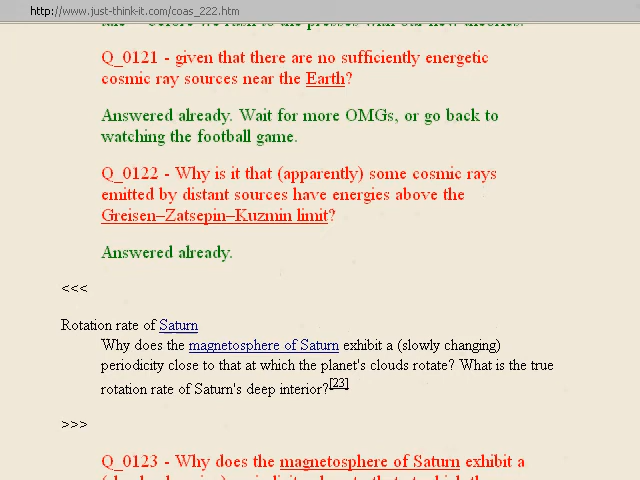 http://www.just-think-it.com/coas_222.htm
Q_0121 - given that there are no sufficiently energetic
cosmic ray sources near the Earth?
Answered already. Wait for more OMGs, or go back to
watching the football game.
Q_0122 - Why is it that (apparently) some cosmic rays
emitted by distant sources have energies above the
Greisen–Zatsepin–Kuzmin limit?
Answered already.
<<<
Rotation rate of Saturn
Why does the magnetosphere of Saturn exhibit a (slowly changing)
periodicity close to that at which the planet's clouds rotate? What is the true
rotation rate of Saturn's deep interior?[23]
>>>
Q_0123 - Why does the magnetosphere of Saturn exhibit a